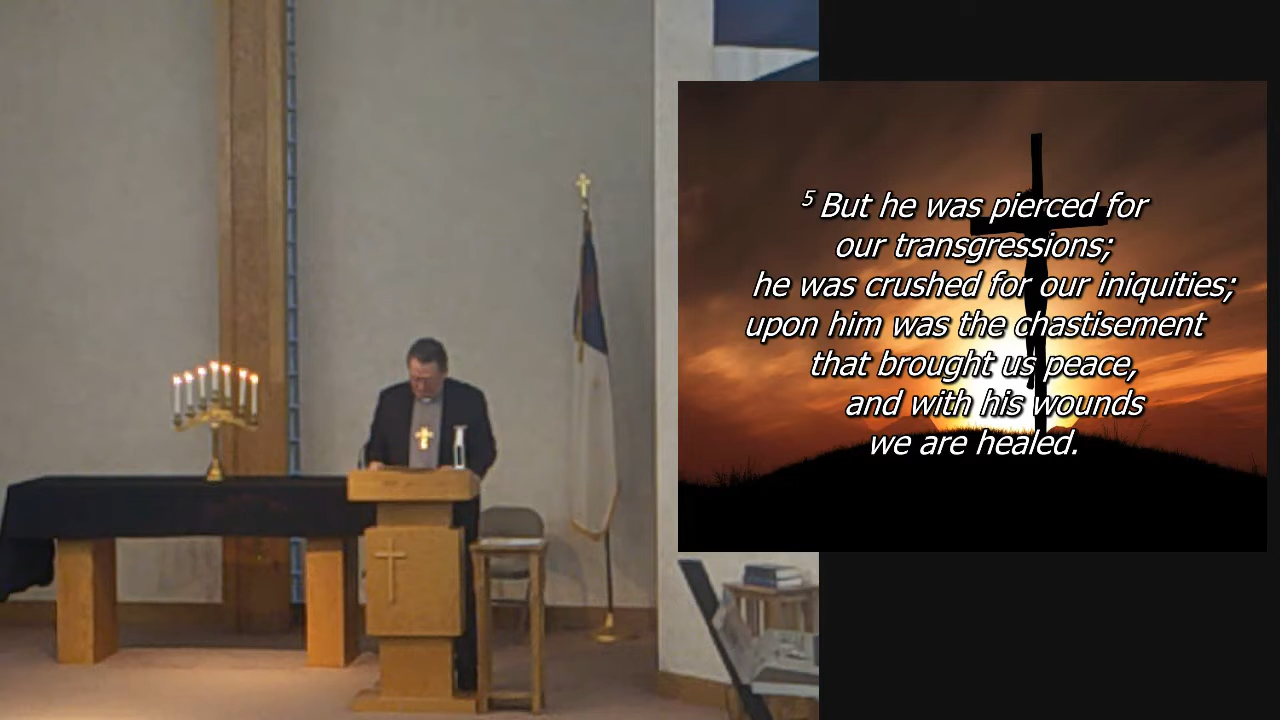 5 But he was pierced for
our transgressions;
he was crushed for our iniquities;
upon him was the chastisement
that brought us peace,
and with his wounds
we are healed.